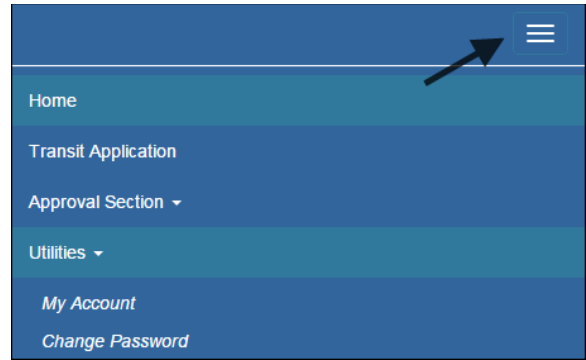 Home
Transit Application
Approval Section
Utilities
My Account
Change Password